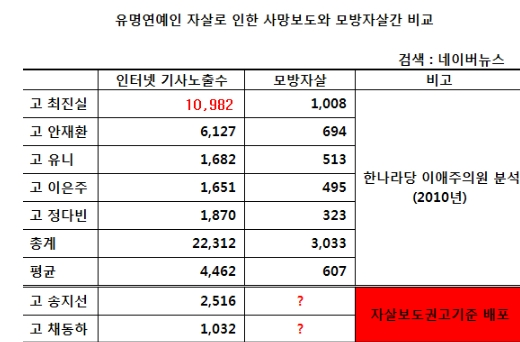 유명연예인 자살로 인한 사망보도와 모방자살간 비교
검색 : 네이버뉴스
인터넷 기사노출수 모방자살 비고
고 최진실 10,982 1,008
고 안재환 6,127 694
고 유니 1,682 513
고 이은주 1,651 495
고 정다빈 1,870 323
총계 22,312 3,033
평균 4,462 607
한나라당 이애주의원 분석
(2010년)
고 송지선 2,516 ?
고 채동하 1,032 ?
자살보도권고기준 배포